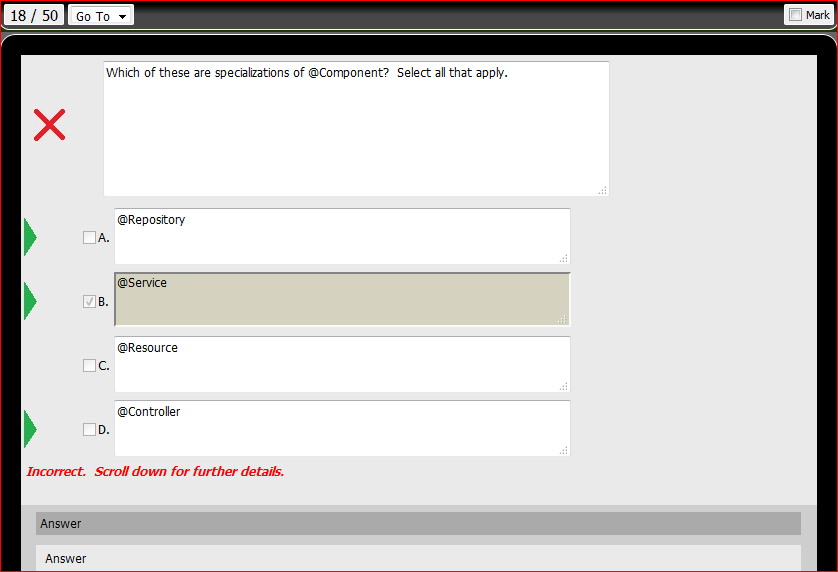 18 / 50 Go To Mark
Which of these are specializations of @Component? Select all that apply.
A. @Repository
B. @Service
C. @Resource
D. @Controller
Incorrect. Scroll down for further details.
Answer
Answer